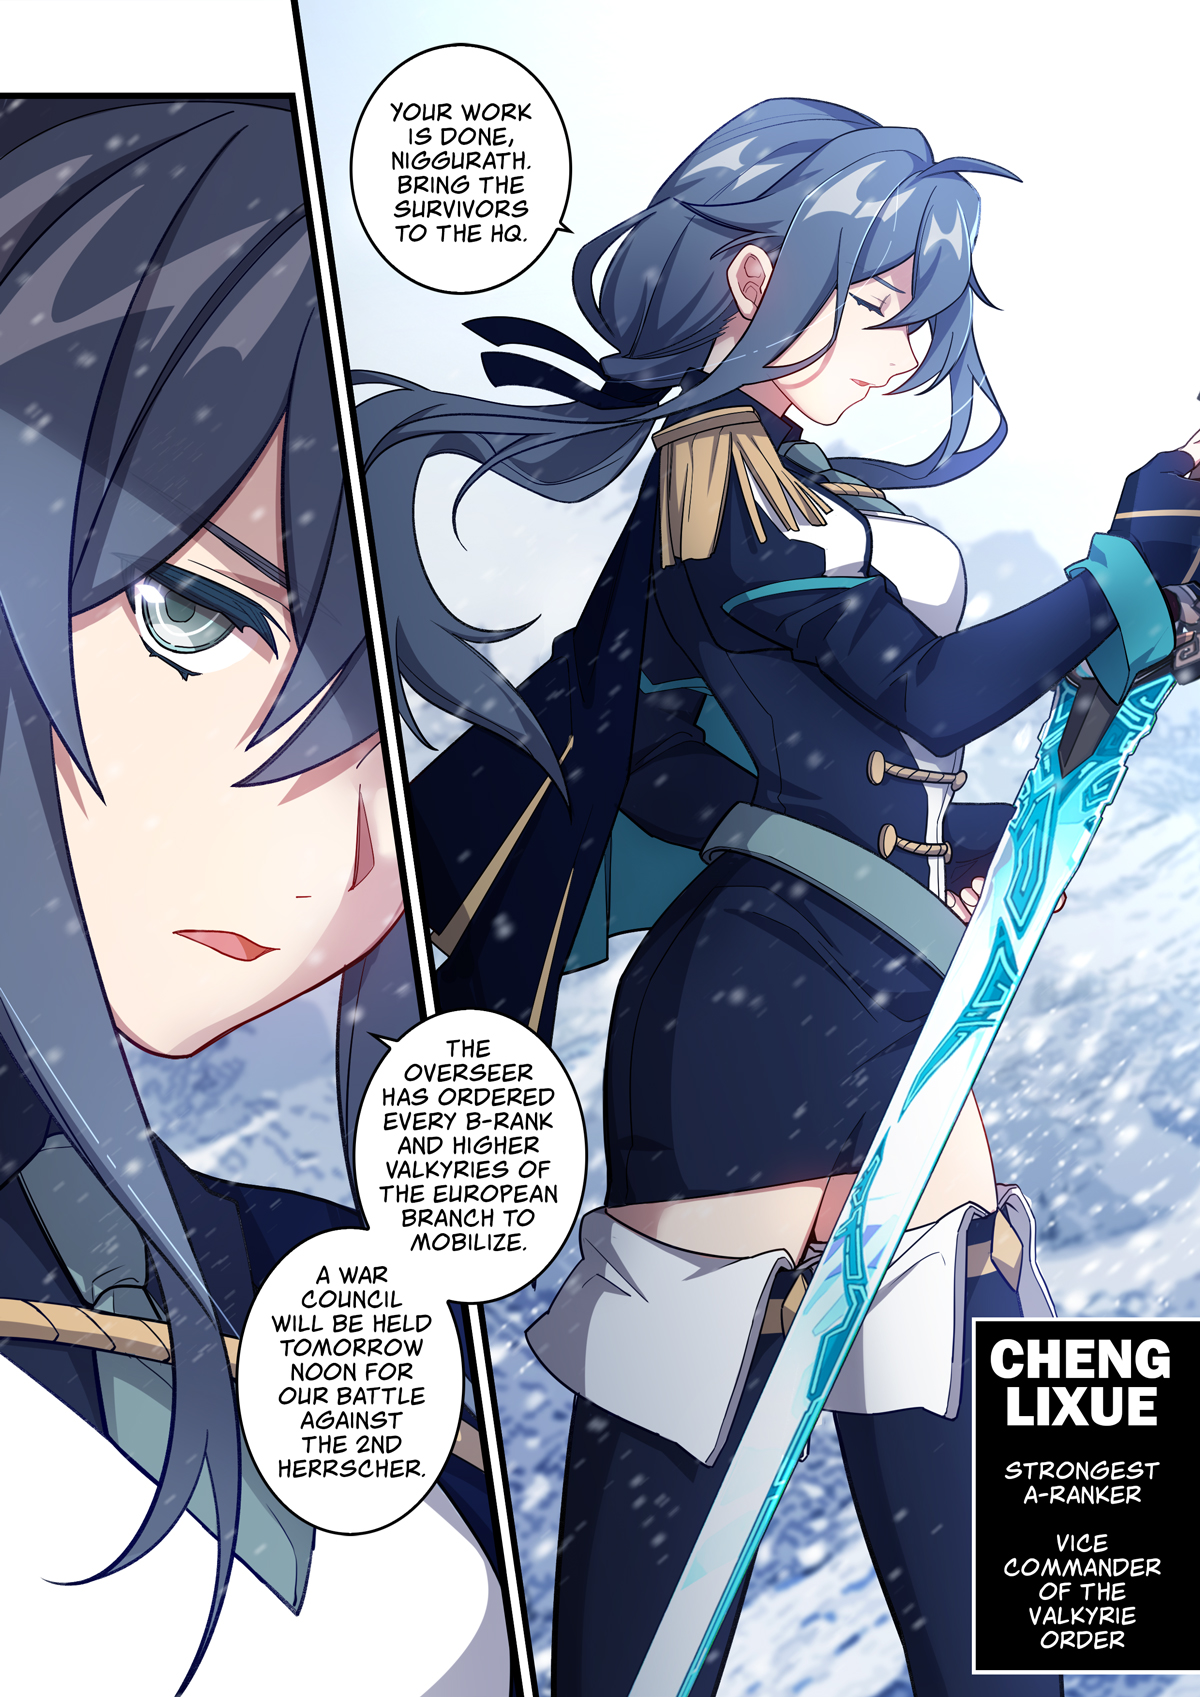 YOUR WORK
IS DONE,
NIGGURATH.
BRING THE
SURVIVORS
TO THE HQ.
THE
OVERSEER
HAS ORDERED
EVERY B-RANK
AND HIGHER
VALKYRIES OF
THE EUROPEAN
BRANCH TO
MOBILIZE.
A WAR
COUNCIL
WILL BE HELD
TOMORROW
NOON FOR
OUR BATTLE
AGAINST
THE 2ND
HERRSCHER.
CHENG
LIXUE
STRONGEST
A-RANKER
VICE
COMMANDER
OF THE
VALKYRIE
ORDER